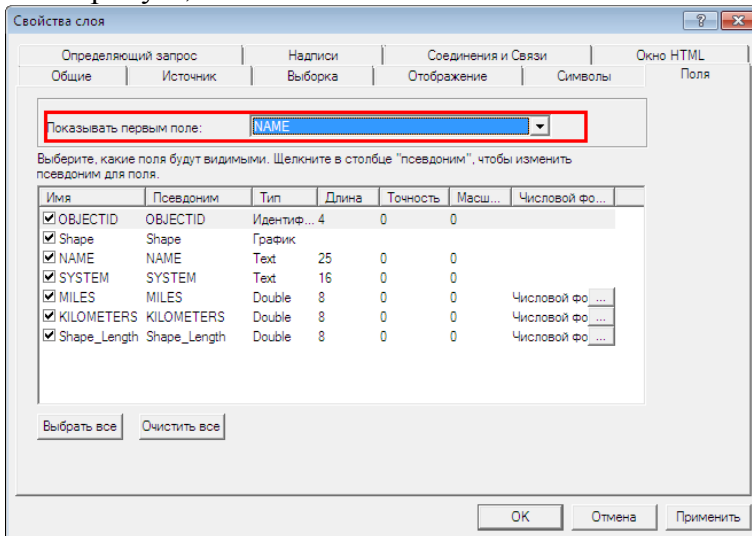 Свойства слоя
Определяющий запрос Надписи Соединения и Связи Окно HTML
Общие Источник Выборка Отображение Символы Поля
Показывать первым поле: NAME
Выберите, какие поля будут видимыми. Щелкните в столбце "псевдоним", чтобы изменить
псевдоним для поля.
Имя Псевдоним Тип Длина Точность Масш... Числовой фо...
OBJECTID OBJECTID Идентиф... 4 0 0
Shape Shape График
NAME NAME Text 25 0 0
SYSTEM SYSTEM Text 16 0 0
MILES MILES Double 8 0 0 Числовой фо ...
KILOMETERS KILOMETERS Double 8 0 0 Числовой фо ...
Shape_Length Shape_Length Double 8 0 0 Числовой фо ...
Выбрать все Очистить все
OK Отмена Применить